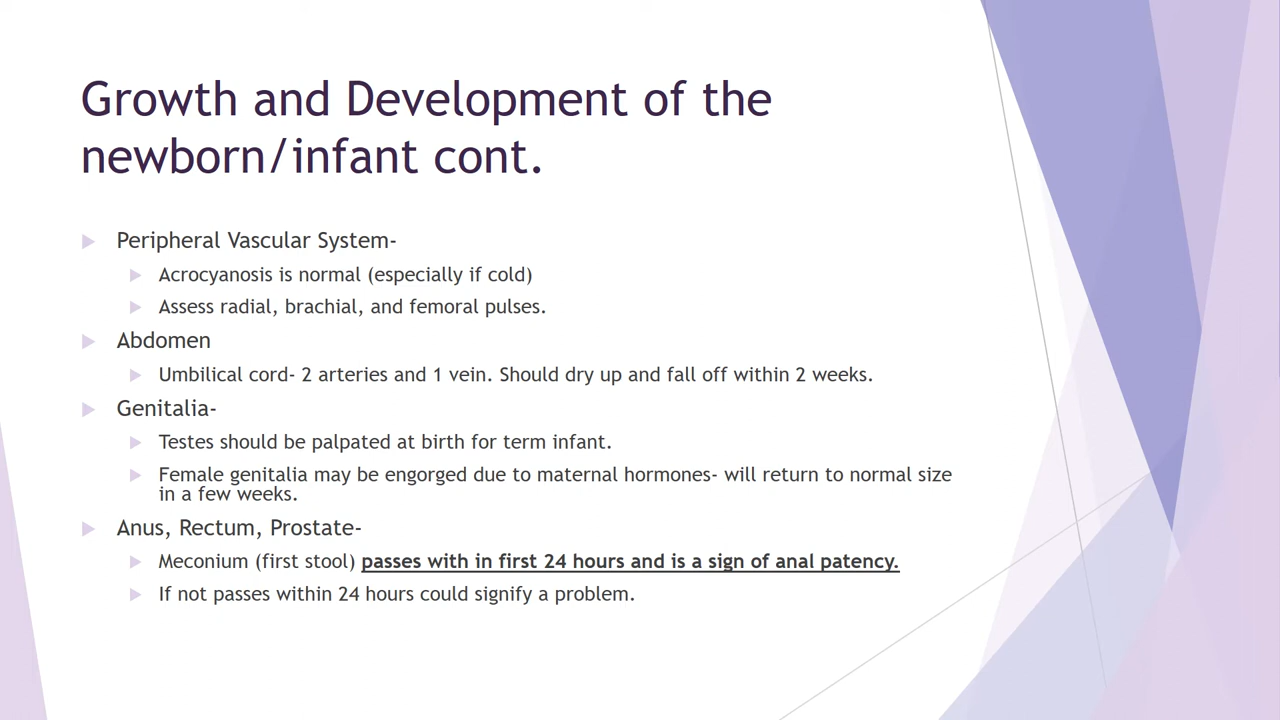 Growth and Development of the
newborn/infant cont.
Peripheral Vascular System-
Acrocyanosis is normal (especially if cold)
Assess radial, brachial, and femoral pulses.
Abdomen
Umbilical cord- 2 arteries and 1 vein. Should dry up and fall off within 2 weeks.
Genitalia-
Testes should be palpated at birth for term infant.
Female genitalia may be engorged due to maternal hormones- will return to normal size
in a few weeks.
Anus, Rectum, Prostate-
Meconium (first stool) passes with in first 24 hours and is a sign of anal patency.
If not passes within 24 hours could signify a problem.